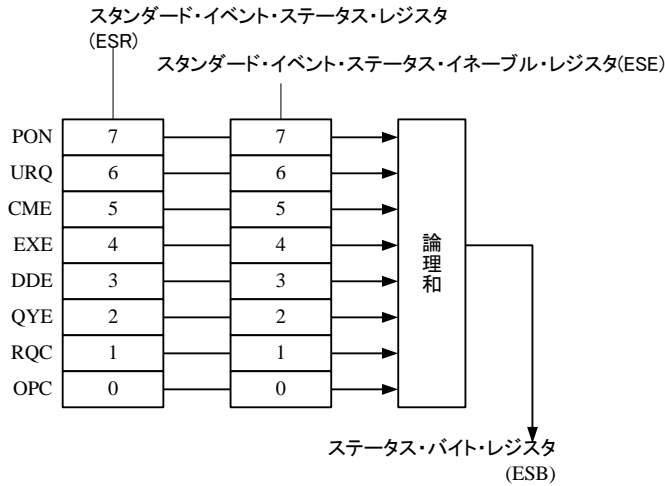 スタンダード・イベント・ステータス・レジスタ
(ESR)
スタンダード・イベント・ステータス・イネーブル・レジスタ(ESE)
PON 7 7
URQ 6 6
CME 5 5
EXE 4 4
DDE 3 3
QYE 2 2
RQC 1 1
OPC 0 0
論理和
ステータス・バイト・レジスタ
(ESB)